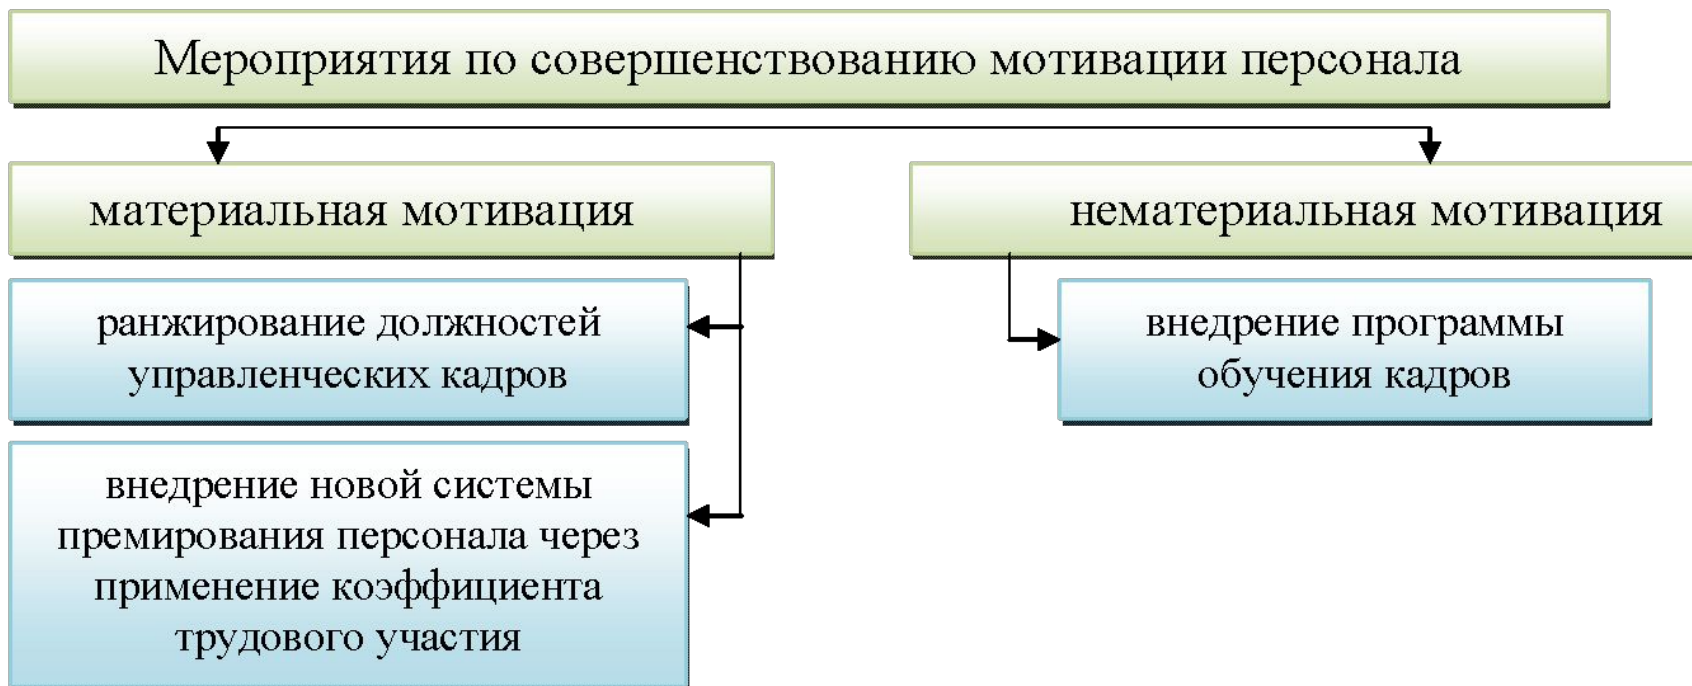 Мероприятия по совершенствованию мотивации персонала
материальная мотивация
нематериальная мотивация
ранжирование должностей
управленческих кадров
внедрение программы
обучения кадров
внедрение новой системы
премирования персонала через
применение коэффициента
трудового участия